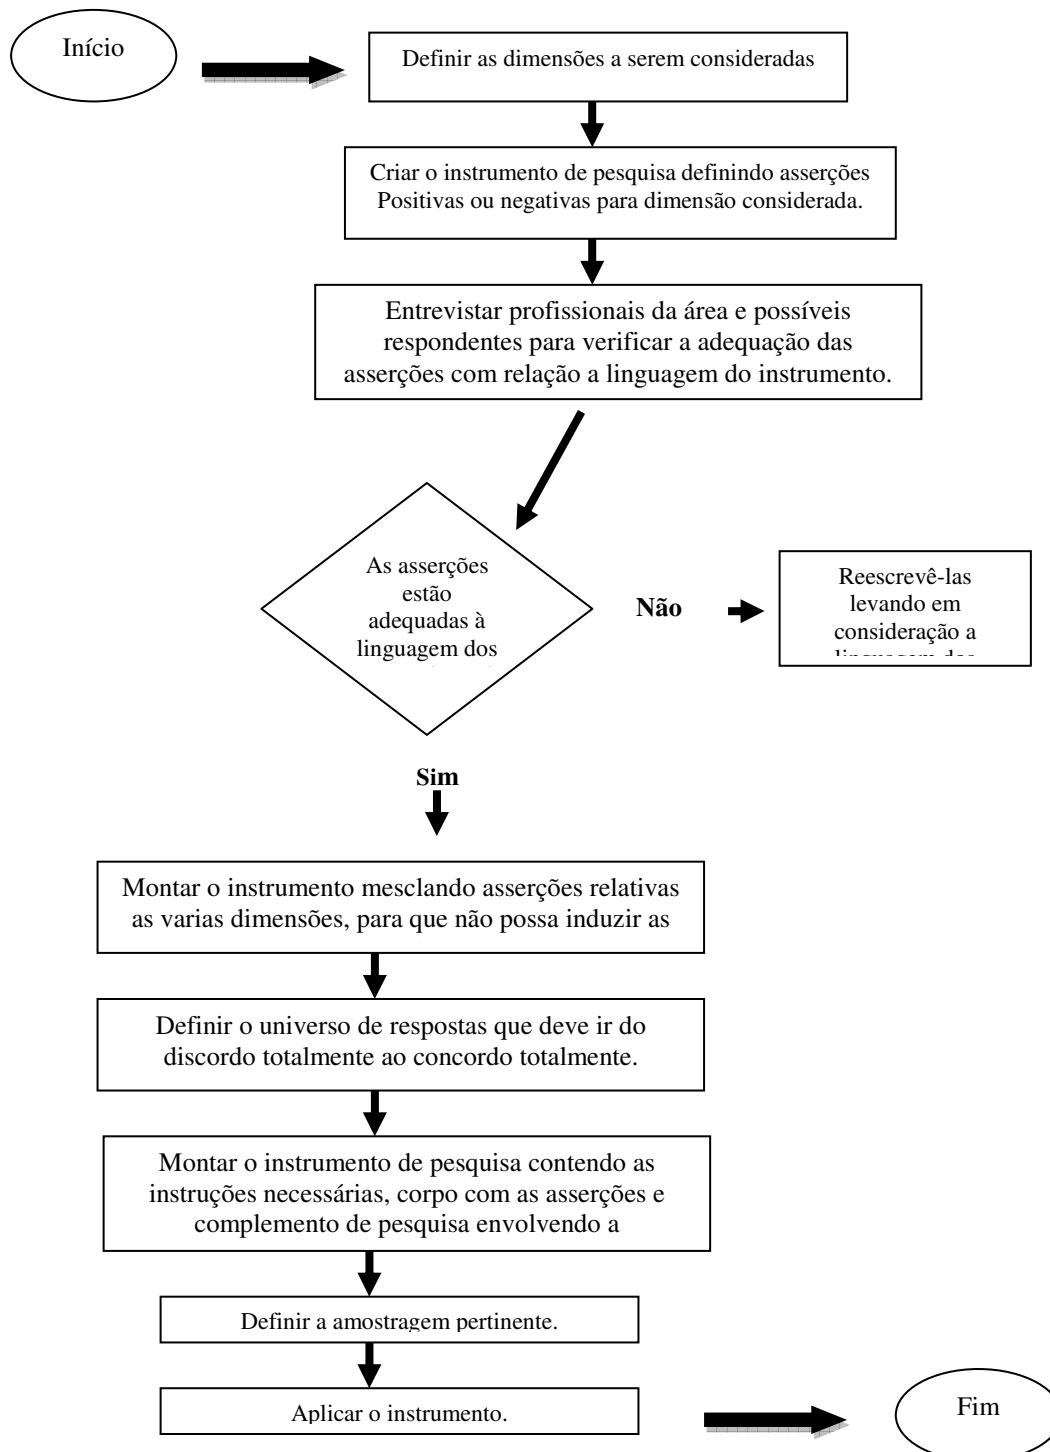 Início
Definir as dimensões a serem consideradas
Criar o instrumento de pesquisa definindo asserções
Positivas ou negativas para dimensão considerada.
Entrevistar profissionais da área e possíveis
respondentes para verificar a adequação das
asserções com relação a linguagem do instrumento.
As asserções
estão
adequadas à
linguagem dos
Não
Reescrevê-las
levando em
consideração a
linguagem dos
Sim
Montar o instrumento mesclando asserções relativas
as varias dimensões, para que não possa induzir as
Definir o universo de respostas que deve ir do
discordo totalmente ao concordo totalmente.
Montar o instrumento de pesquisa contendo as
instruções necessárias, corpo com as asserções e
complemento de pesquisa envolvendo a
Definir a amostragem pertinente.
Aplicar o instrumento.
Fim